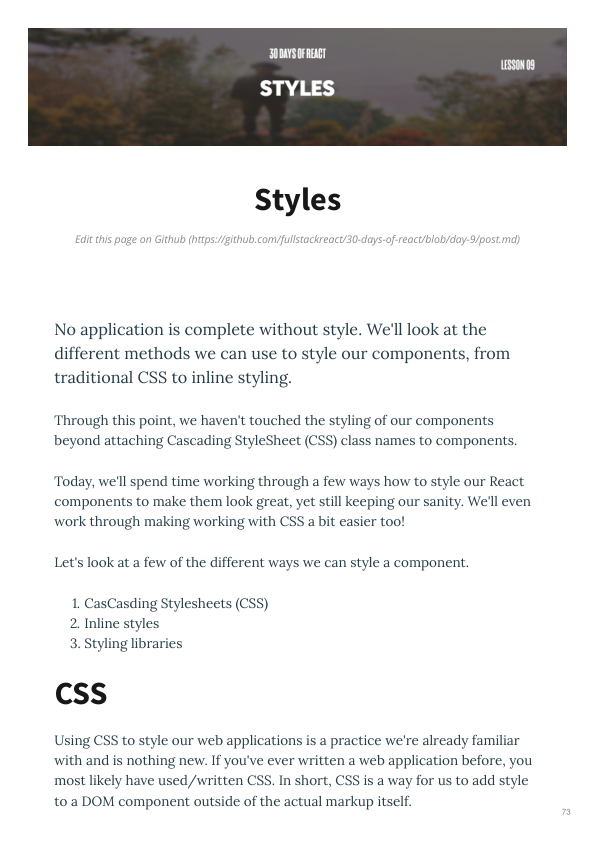 30 DAYS OF REACT
LESSON 09
STYLES
Styles
Edit this page on Github (https://github.com/fullstackreact/30-days-of-react/blob/day-9/post.md)
No application is complete without style. We'll look at the
different methods we can use to style our components, from
traditional CSS to inline styling.
Through this point, we haven't touched the styling of our components
beyond attaching Cascading StyleSheet (CSS) class names to components.
Today, we'll spend time working through a few ways how to style our React
components to make them look great, yet still keeping our sanity. We'll even
work through making working with CSS a bit easier too!
Let's look at a few of the different ways we can style a component.
1. CasCasding Stylesheets (CSS)
2. Inline styles
3. Styling libraries
CSS
Using CSS to style our web applications is a practice we're already familiar
with and is nothing new. If you've ever written a web application before, you
most likely have used/written CSS. In short, CSS is a way for us to add style
to a DOM component outside of the actual markup itself.
73